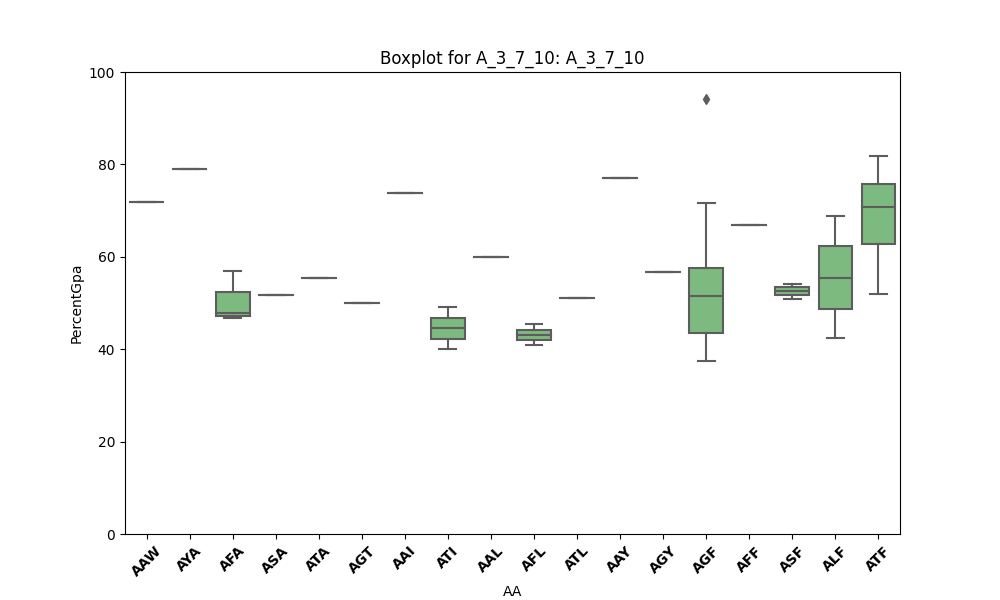 Boxplot for A_3_7_10: A_3_7_10
100
80
60
40
20
0
PercentGpa
AAW AYA AFA ASA ATA AGT AAI ATI AAL AFL ATL AAY AGY AGF AFF ASF ALF ATF
AA